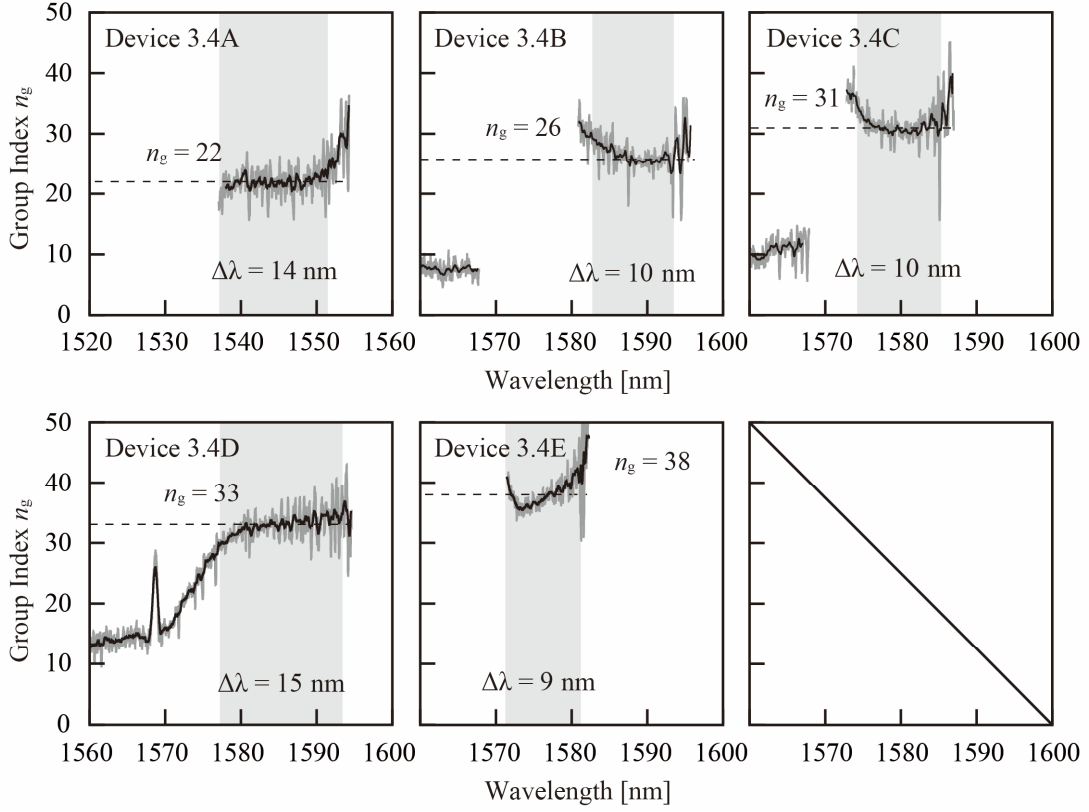 50
40
30
20
10
0
Group Index ng
Device 3.4A
ng = 22
Δλ = 14 nm
1520 1530 1540 1550 1560
Device 3.4B
ng = 26
Δλ = 10 nm
1570 1580 1590 1600
Device 3.4C
ng = 31
Δλ = 10 nm
1570 1580 1590 1600
Wavelength [nm]
50
40
30
20
10
0
Group Index ng
Device 3.4D
ng = 33
Δλ = 15 nm
1560 1570 1580 1590 1600
Device 3.4E
ng = 38
Δλ = 9 nm
1570 1580 1590 1600
1570 1580 1590 1600
Wavelength [nm]